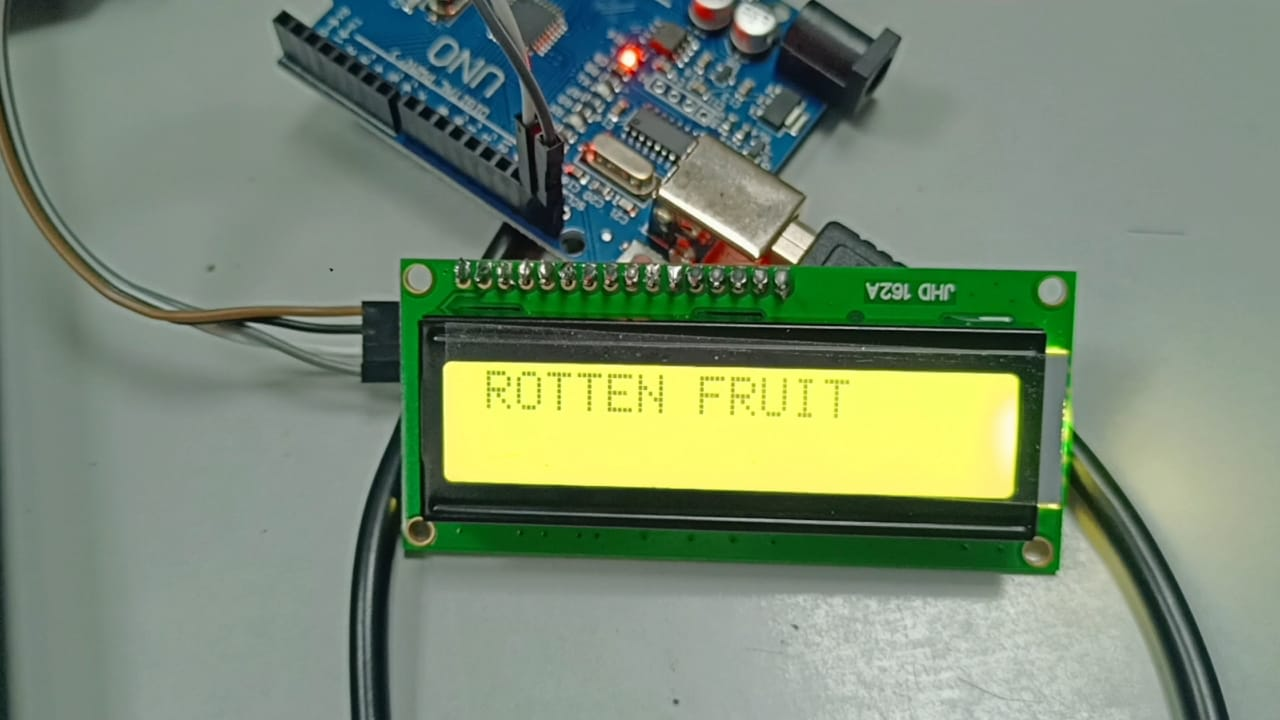 UNO
JHD 162A
ROTTEN FRUIT